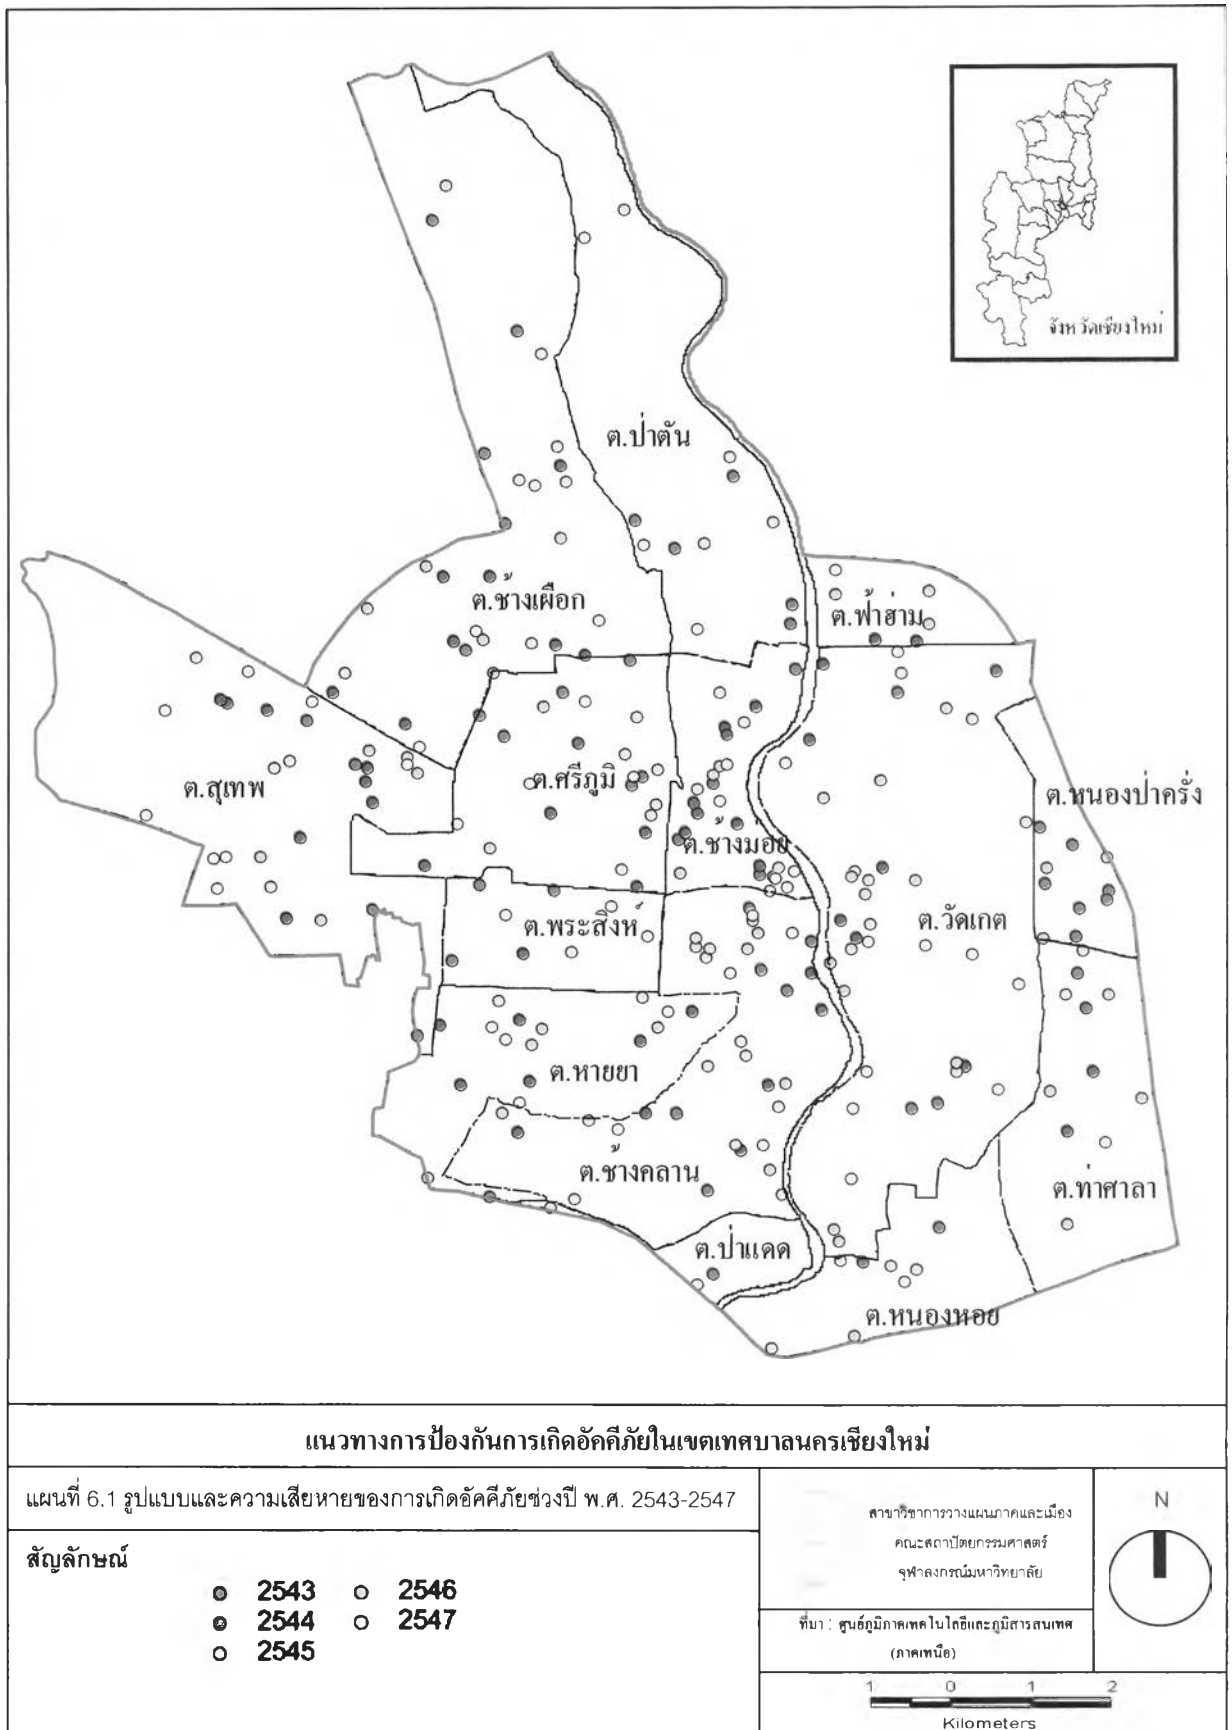 จังหวัดเชียงใหม่
ต.ป่าตัน
ต.ช้างเผือก
ต.ฟ้าฮ่าม
ต.สุเทพ
ต.ศรีภูมิ
ต.หนองป่าครั่ง
ต.ช้างม่อย
ต.พระสิงห์
ต.วัดเกต
ต.หายยา
ต.ช้างคลาน
ต.ท่าศาลา
ต.ป่าแดด
ต.หนองหอย
แนวทางการป้องกันการเกิดอัคคีภัยในเขตเทศบาลนครเชียงใหม่
แผนที่ 6.1 รูปแบบและความเสียหายของการเกิดอัคคีภัยช่วงปี พ.ศ. 2543-2547
สัญลักษณ์
2543 2546
2544 2547
2545
สาขาวิชาการวางแผนภาคและเมือง
คณะสถาปัตยกรรมศาสตร์
จุฬาลงกรณ์มหาวิทยาลัย
ที่มา : ศูนย์ภูมิภาคเทคโนโลยีและภูมิสารสนเทศ
(ภาคเหนือ)
N
1 0 1 2
Kilometers